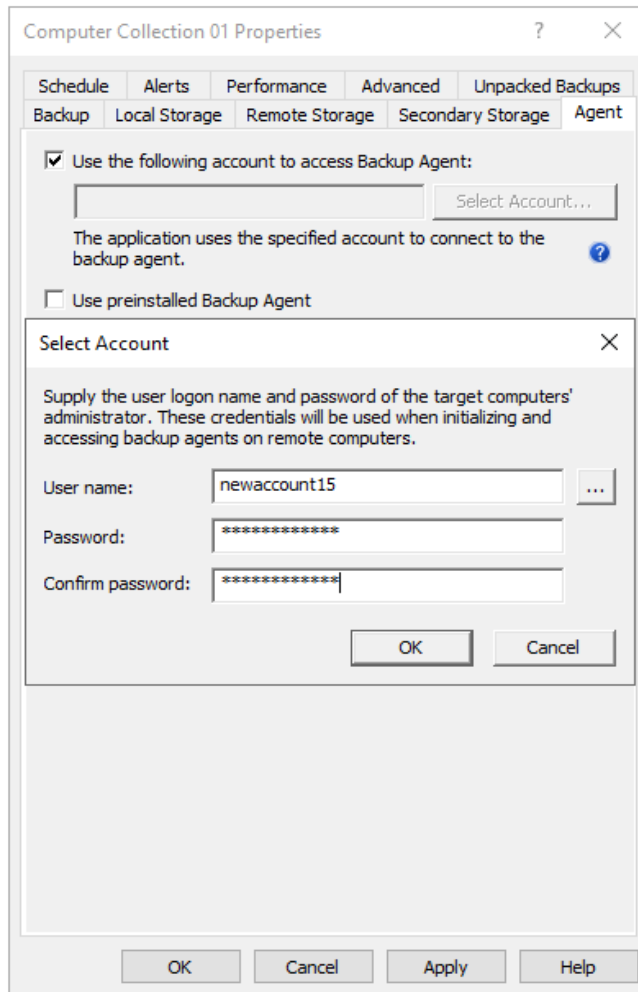 Computer Collection 01 Properties ? ×
Schedule Alerts Performance Advanced Unpacked Backups
Backup Local Storage Remote Storage Secondary Storage Agent
Use the following account to access Backup Agent:
Select Account...
The application uses the specified account to connect to the
backup agent. ?
Use preinstalled Backup Agent
Select Account ×
Supply the user logon name and password of the target computers'
administrator. These credentials will be used when initializing and
accessing backup agents on remote computers.
User name: newaccount15 ...
Password: ************
Confirm password: ************
OK Cancel
OK Cancel Apply Help